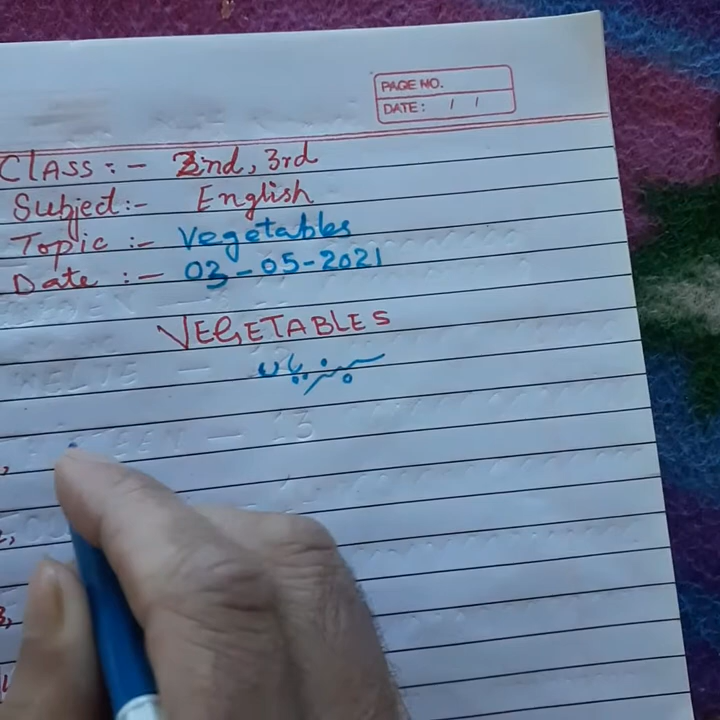 PAGE NO.
DATE: / /
CLASS :- 2nd, 3rd
Subject:- English
Topic :- Vegetables
Date :- 03-05-2021
VEGETABLES
سبزیاں